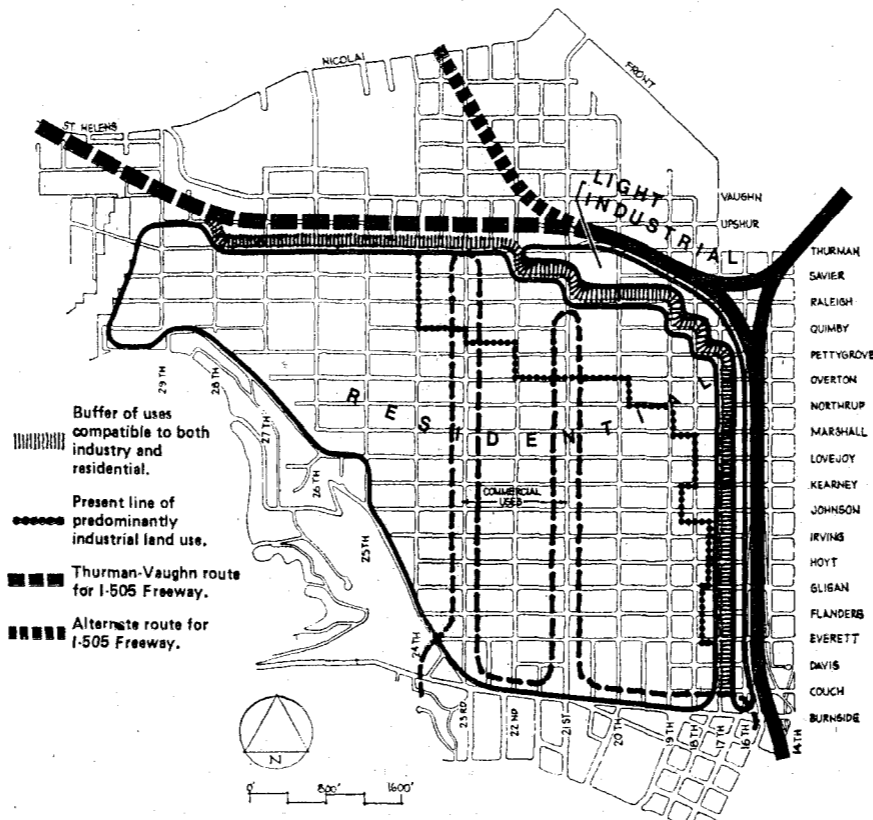 NICOLAI
FRONT
ST. HELENS
LIGHT
INDUSTRIAL
VAUGHN
UPSHUR
THURMAN
SAVIER
RALEIGH
QUIMBY
PETTYGROVE
OVERTON
NORTHRUP
MARSHALL
LOVEJOY
KEARNEY
JOHNSON
IRVING
HOYT
GLISAN
FLANDERS
EVERETT
DAVIS
COUCH
BURNSIDE
RESIDENTIAL
COMMERCIAL
USES
29 TH
28 TH
27 TH
26 TH
25 TH
24 TH
23 RD
22 ND
21 ST
20 TH
19 TH
18 TH
17 TH
16 TH
14 TH
Buffer of uses
compatible to both
industry and
residential.
Present line of
predominantly
industrial land use.
Thurman-Vaughn route
for I-505 Freeway.
Alternate route for
I-505 Freeway.
N
0' 800' 1600'